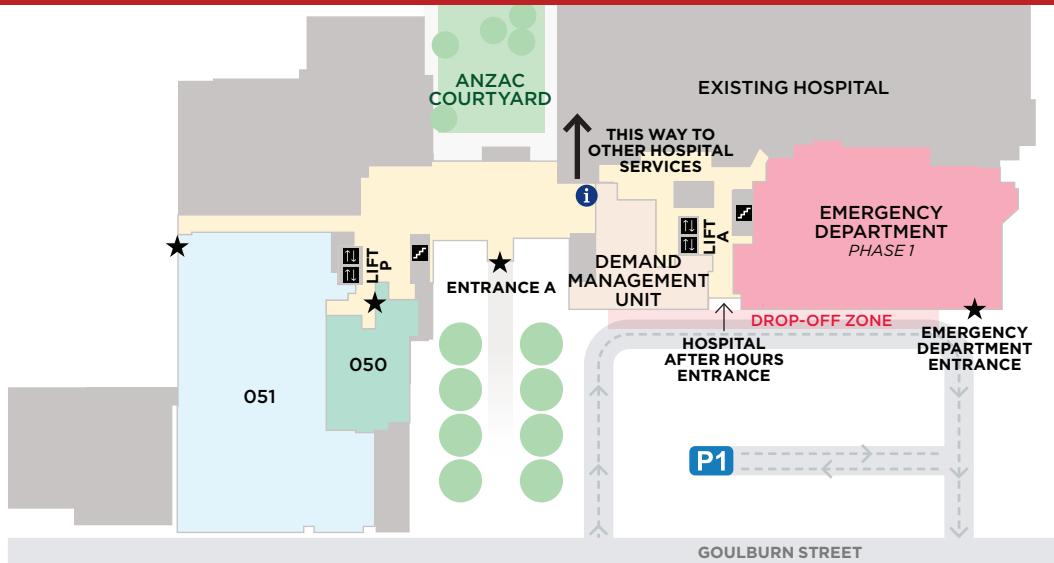 ANZAC
COURTYARD
EXISTING HOSPITAL
THIS WAY TO
OTHER HOSPITAL
SERVICES
i
EMERGENCY
DEPARTMENT
PHASE 1
LIFT
A
LIFT
P
DEMAND
MANAGEMENT
UNIT
ENTRANCE A
DROP-OFF ZONE
HOSPITAL
AFTER HOURS
ENTRANCE
EMERGENCY
DEPARTMENT
ENTRANCE
050
051
P1
GOULBURN STREET